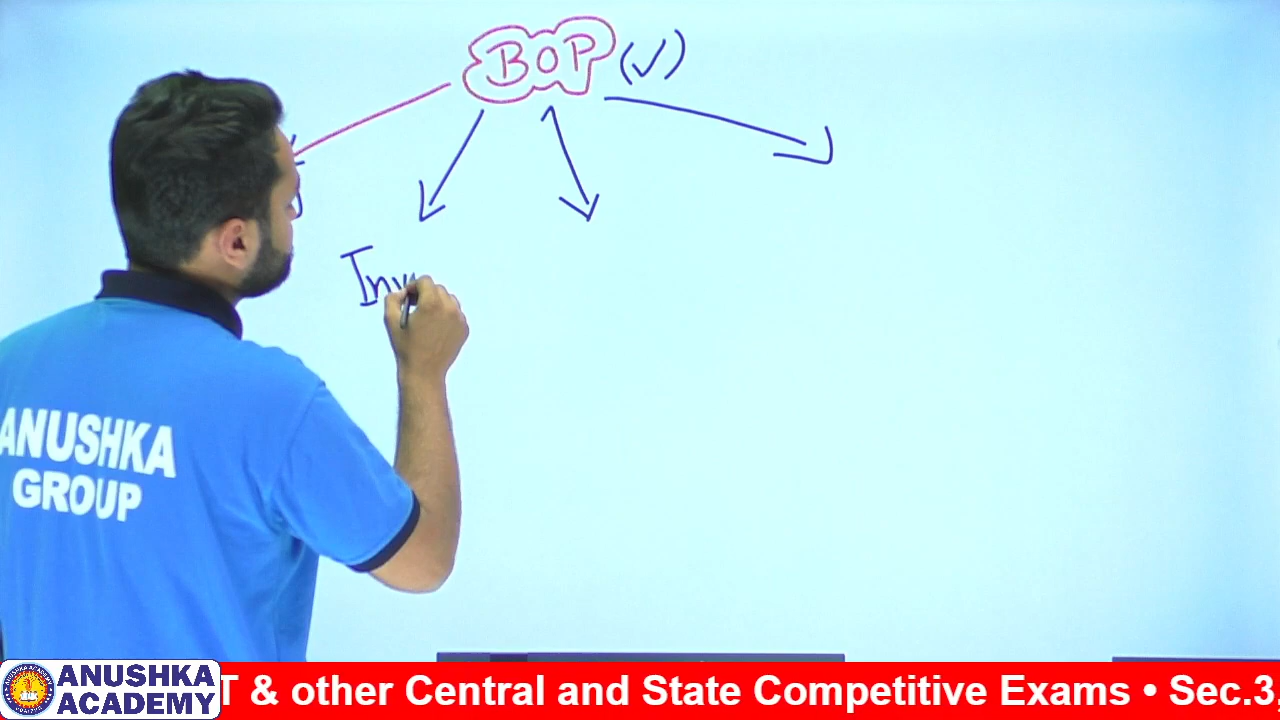 BOP (✓)
Inv
ANUSHKA
GROUP
ANUSHKA
ACADEMY
T & other Central and State Competitive Exams • Sec.3,